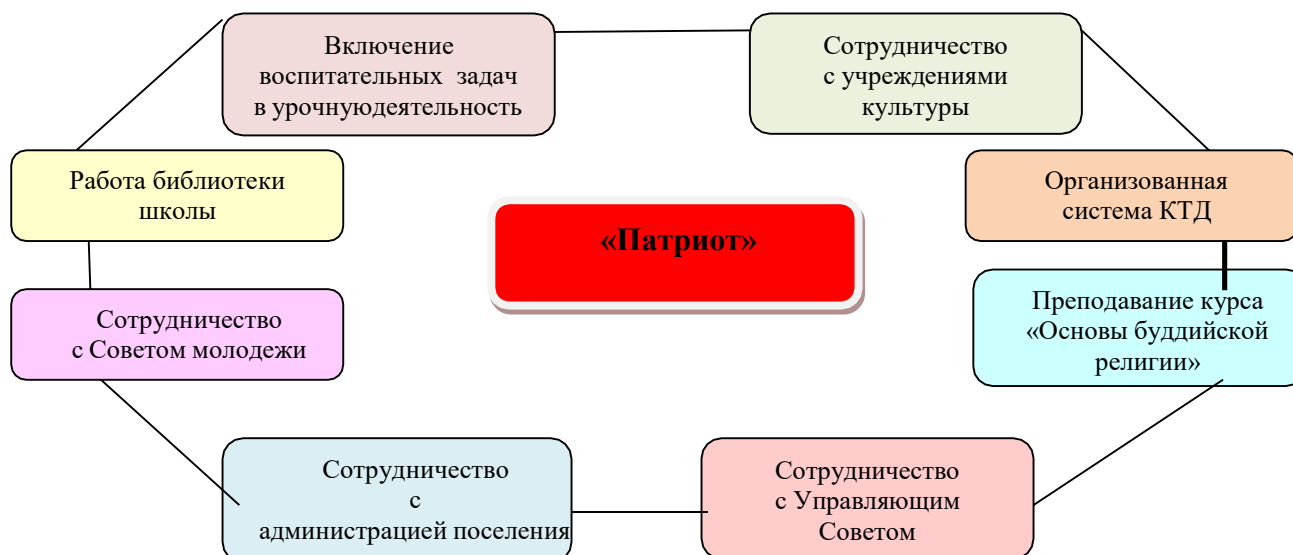 Включение
воспитательных задач
в урочнуюдеятельность
Сотрудничество
с учреждениями
культуры
Работа библиотеки
школы
«Патриот»
Организованная
система КТД
Сотрудничество
с Советом молодежи
Преподавание курса
«Основы буддийской
религии»
Сотрудничество
с
администрацией поселения
Сотрудничество
с Управляющим
Советом